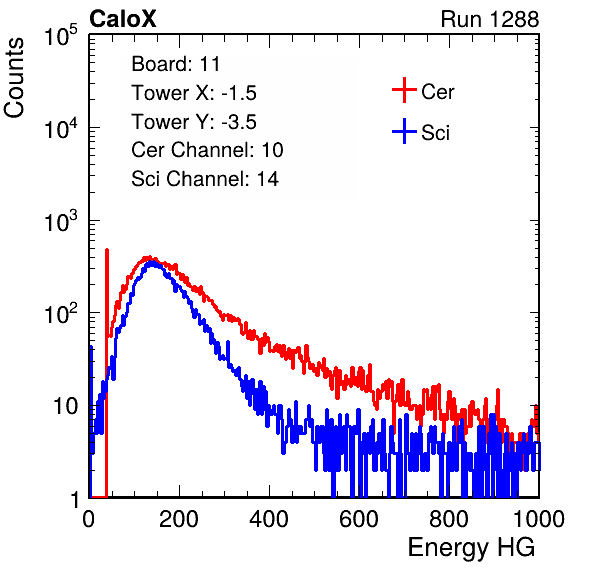 CaloX Run 1288
Counts
Board: 11
Tower X: -1.5
Tower Y: -3.5
Cer Channel: 10
Sci Channel: 14
Cer
Sci
10^5
10^4
10^3
10^2
10
1
0 200 400 600 800 1000
Energy HG